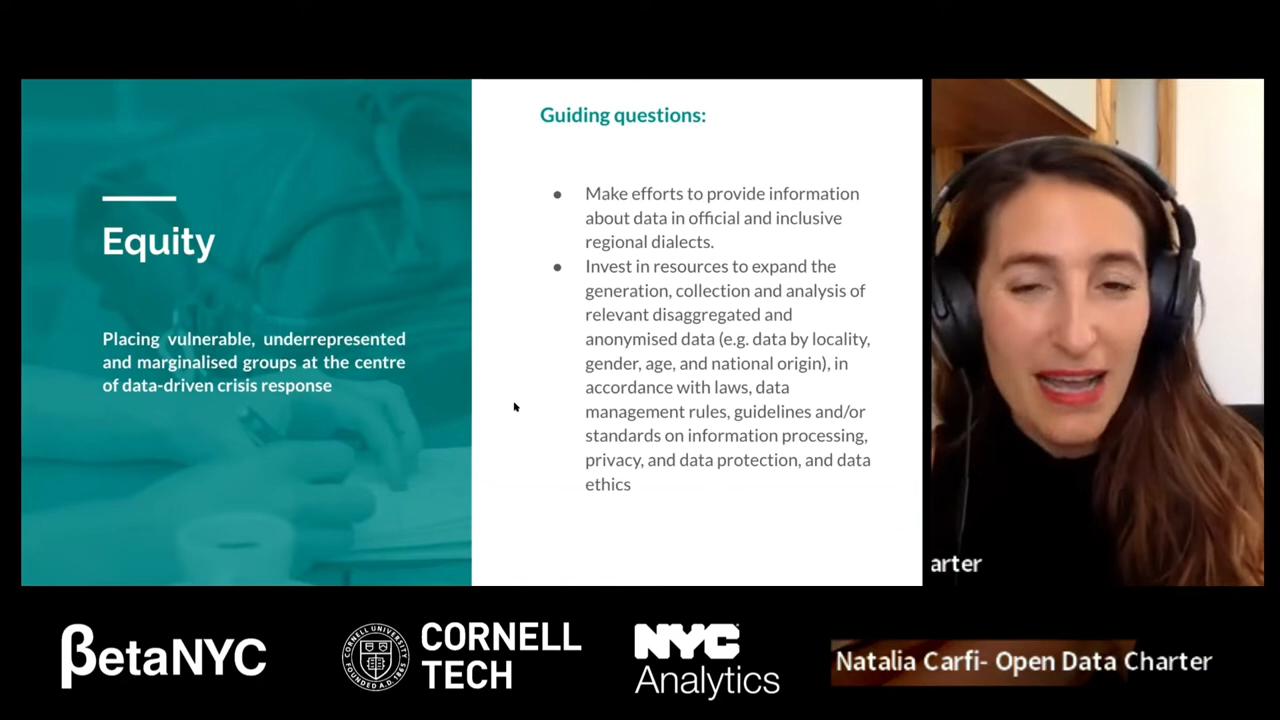 Equity
Placing vulnerable, underrepresented
and marginalised groups at the centre
of data-driven crisis response
Guiding questions:
● Make efforts to provide information
about data in official and inclusive
regional dialects.
● Invest in resources to expand the
generation, collection and analysis of
relevant disaggregated and
anonymised data (e.g. data by locality,
gender, age, and national origin), in
accordance with laws, data
management rules, guidelines and/or
standards on information processing,
privacy, and data protection, and data
ethics
arter
βetaNYC
CORNELL UNIVERSITY
FOUNDED A.D. 1865
CORNELL
TECH
NYC
Analytics
Natalia Carfi- Open Data Charter